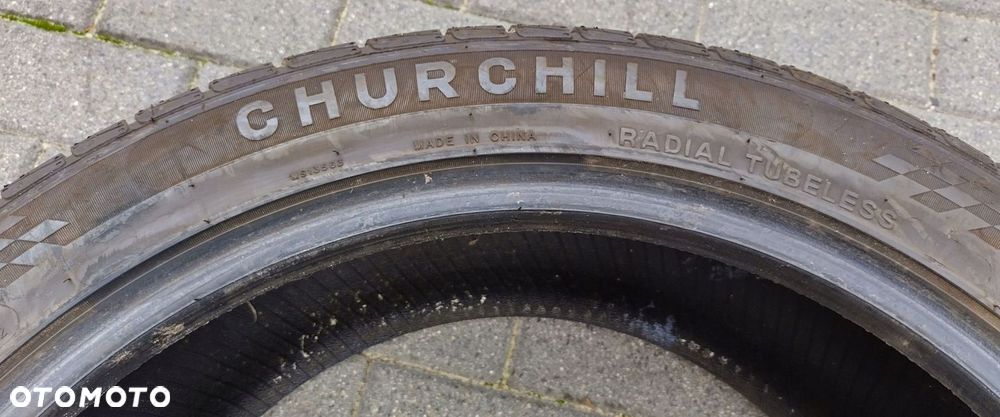 CHURCHILL
MADE IN CHINA
RADIAL TUBELESS
OTOMOTO